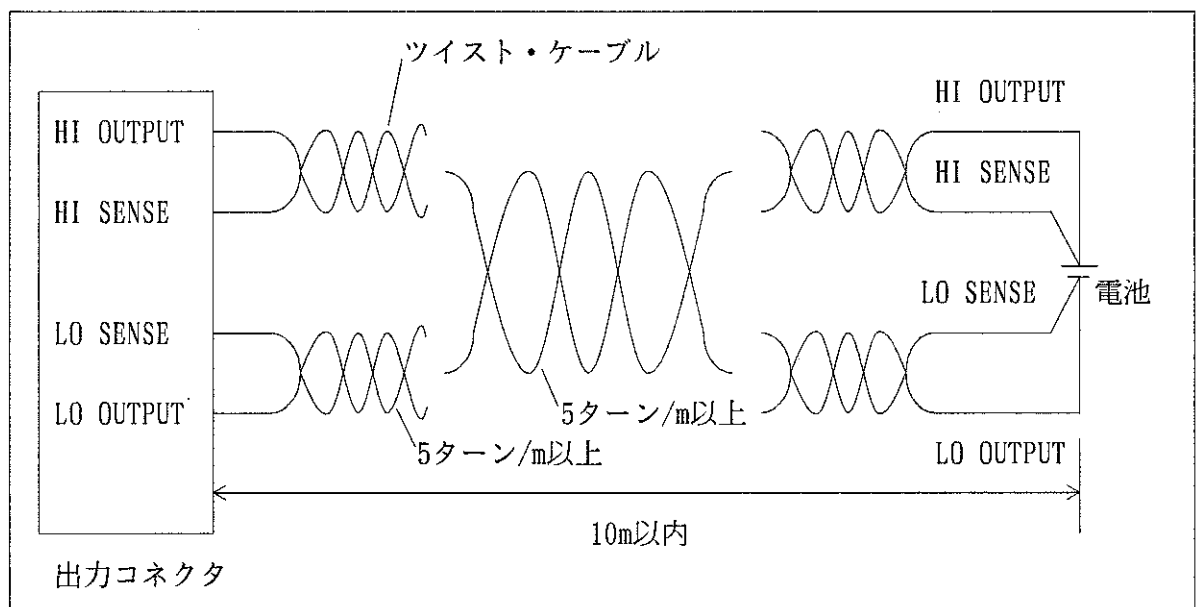 ツイスト・ケーブル
HI OUTPUT
HI OUTPUT
HI SENSE
HI SENSE
LO SENSE
電池
LO SENSE
LO OUTPUT
5ターン/m以上
5ターン/m以上
LO OUTPUT
10m以内
出力コネクタ